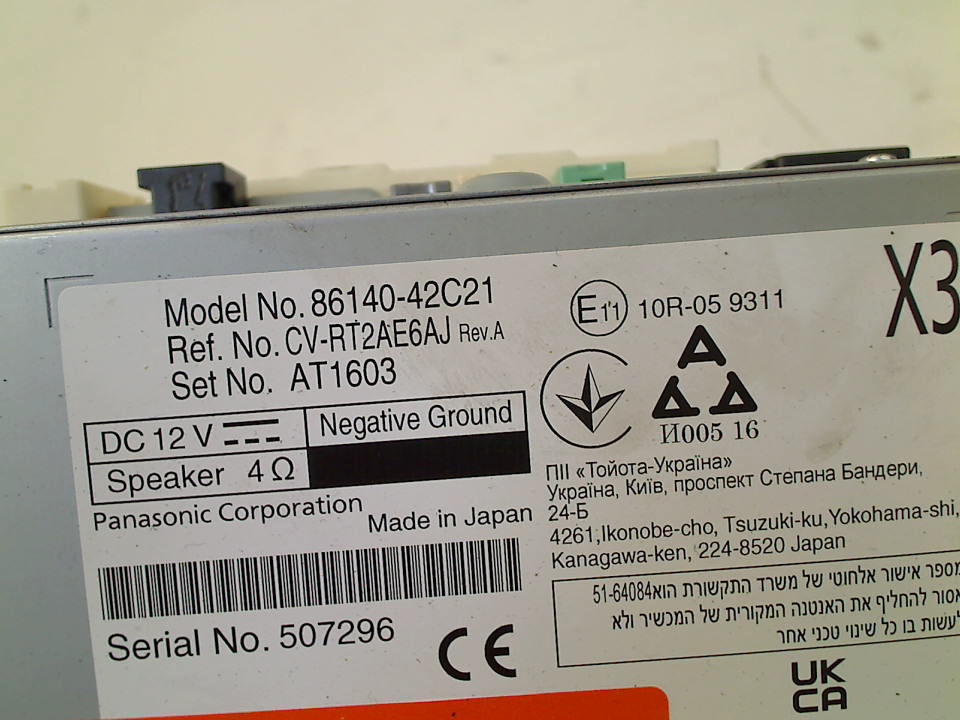 Model No. 86140-42C21
Ref. No. CV-RT2AE6AJ Rev.A
Set No. AT1603
DC 12 V
Negative Ground
Speaker 4 Ω
Panasonic Corporation
Made in Japan
Serial No. 507296
CE
E11 10R-05 9311
И005 16
ПІІ «Тойота-Україна»
Україна, Київ, проспект Степана Бандери,
24-Б
4261,Ikonobe-cho, Tsuzuki-ku,Yokohama-shi,
Kanagawa-ken, 224-8520 Japan
מספר אישור אלחוטי של משרד התקשורת הוא51-64084
אסור להחליף את האנטנה המקורית של המכשיר ולא
לעשות בו כל שינוי טכני אחר
UK
CA
X3